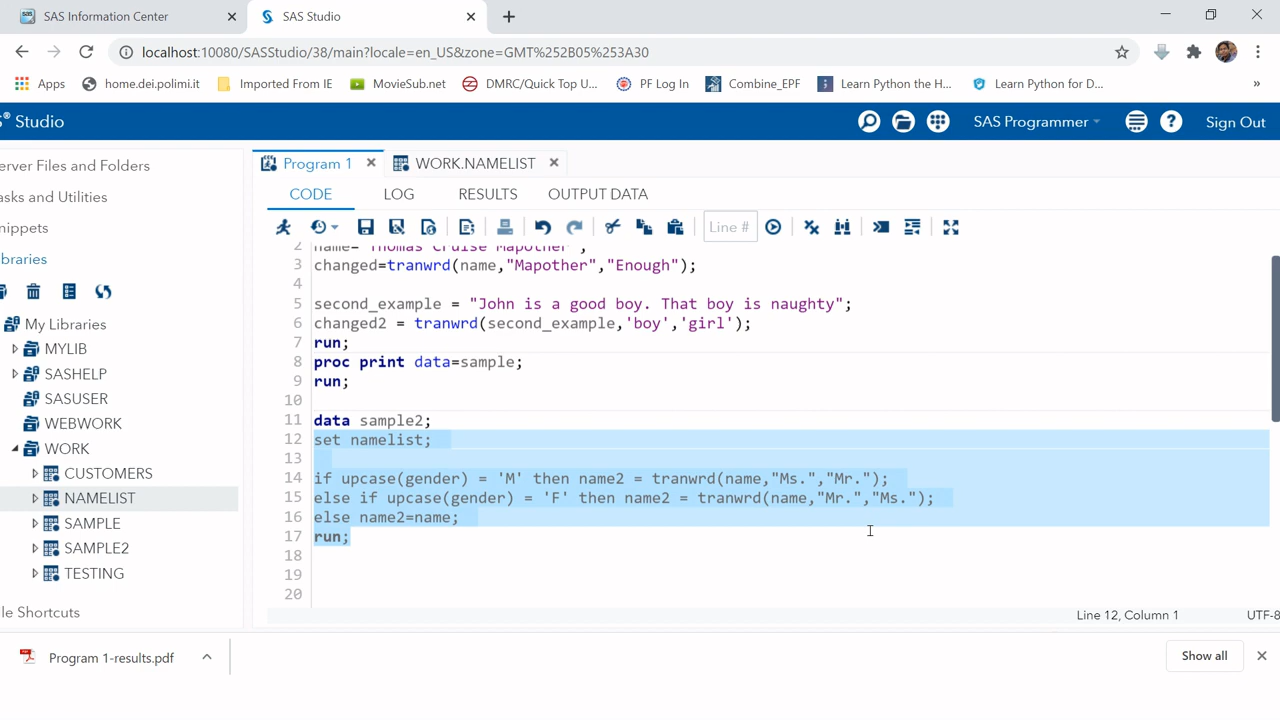 SAS Information Center
SAS Studio
localhost:10080/SASStudio/38/main?locale=en_US&zone=GMT%252B05%253A30
Apps home.dei.polimi.it Imported From IE MovieSub.net DMRC/Quick Top U... PF Log In Combine_EPF Learn Python the H... Learn Python for D... »
S® Studio
SAS Programmer
Sign Out
erver Files and Folders
asks and Utilities
nippets
ibraries
My Libraries
MYLIB
SASHELP
SASUSER
WEBWORK
WORK
CUSTOMERS
NAMELIST
SAMPLE
SAMPLE2
TESTING
le Shortcuts
Program 1
WORK.NAMELIST
CODE LOG RESULTS OUTPUT DATA
Line #
2 name="Thomas Cruise Mapother";
3 changed=tranwrd(name,"Mapother","Enough");
4
5 second_example = "John is a good boy. That boy is naughty";
6 changed2 = tranwrd(second_example,'boy','girl');
7 run;
8 proc print data=sample;
9 run;
10
11 data sample2;
12 set namelist;
13
14 if upcase(gender) = 'M' then name2 = tranwrd(name,"Ms.","Mr.");
15 else if upcase(gender) = 'F' then name2 = tranwrd(name,"Mr.","Ms.");
16 else name2=name;
17 run;
18
19
20
Line 12, Column 1
UTF-8
Program 1-results.pdf
Show all